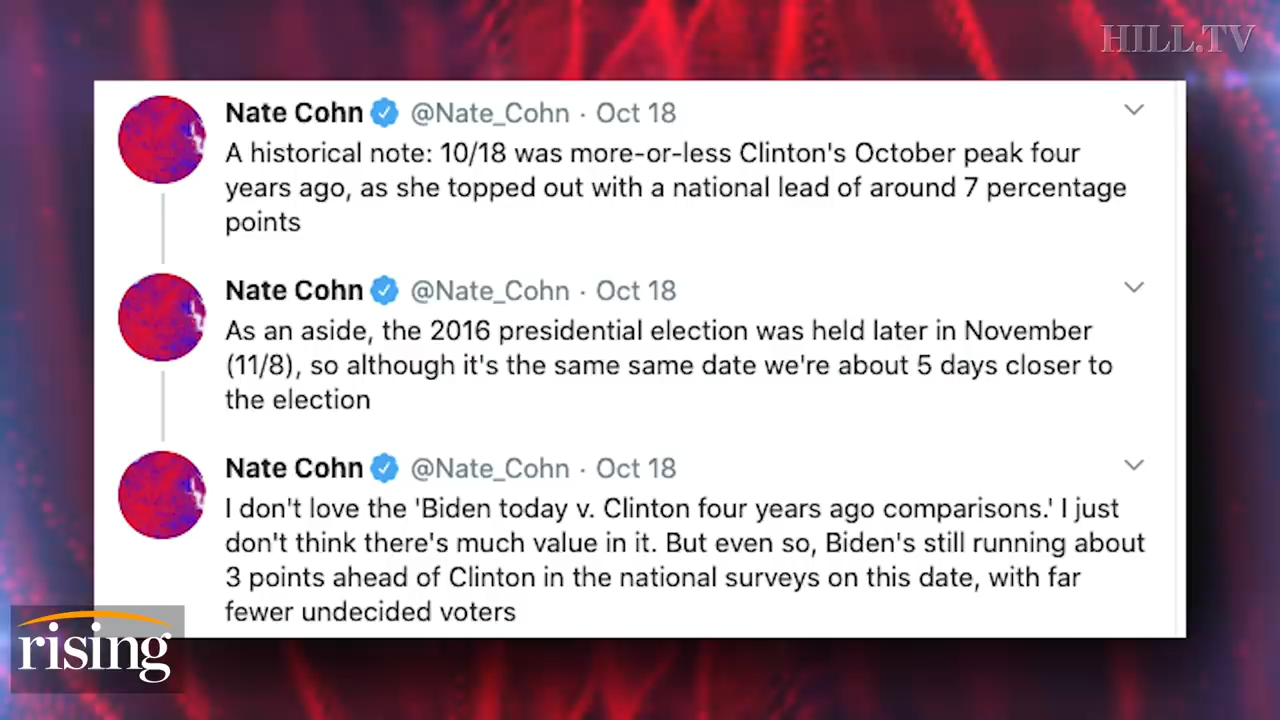 HILL.TV
Nate Cohn @Nate_Cohn · Oct 18
A historical note: 10/18 was more-or-less Clinton's October peak four
years ago, as she topped out with a national lead of around 7 percentage
points
Nate Cohn @Nate_Cohn · Oct 18
As an aside, the 2016 presidential election was held later in November
(11/8), so although it's the same same date we're about 5 days closer to
the election
Nate Cohn @Nate_Cohn · Oct 18
I don't love the 'Biden today v. Clinton four years ago comparisons.' I just
don't think there's much value in it. But even so, Biden's still running about
3 points ahead of Clinton in the national surveys on this date, with far
fewer undecided voters
rising